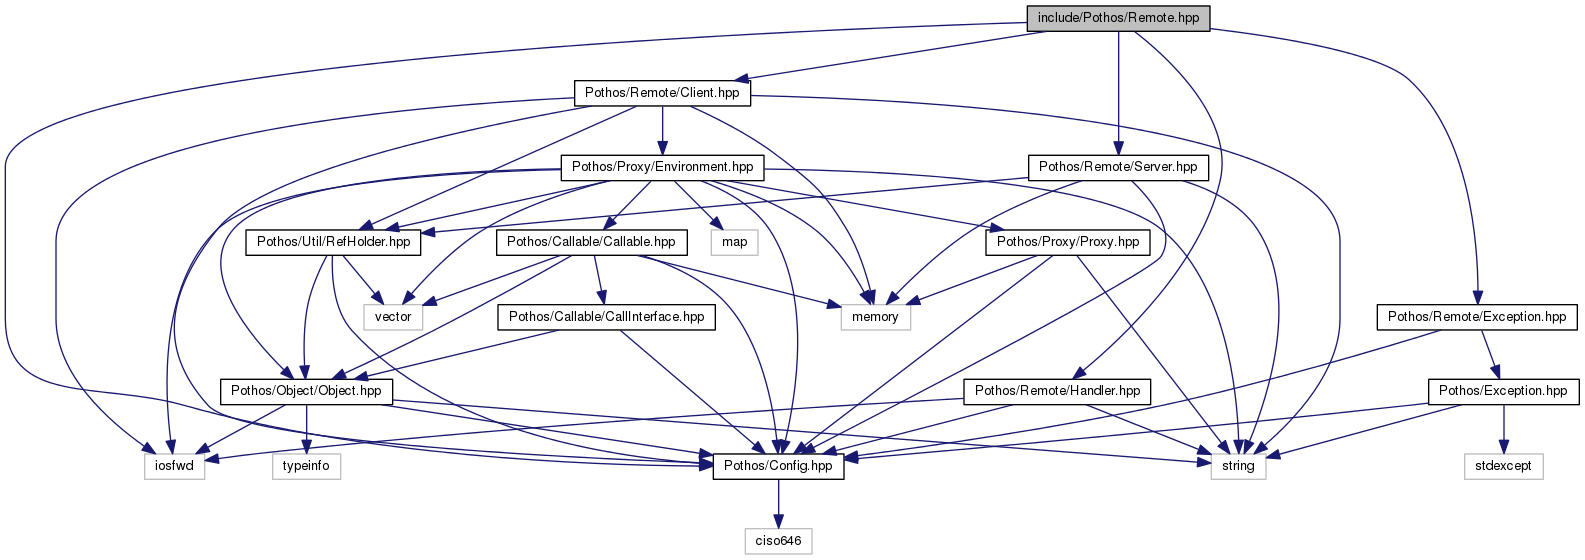 include/Pothos/Remote.hpp
Pothos/Remote/Client.hpp
Pothos/Proxy/Environment.hpp
Pothos/Remote/Server.hpp
Pothos/Util/RefHolder.hpp
Pothos/Callable/Callable.hpp
map
Pothos/Proxy/Proxy.hpp
vector
Pothos/Callable/CallInterface.hpp
memory
Pothos/Remote/Exception.hpp
Pothos/Object/Object.hpp
Pothos/Remote/Handler.hpp
Pothos/Exception.hpp
iosfwd
typeinfo
Pothos/Config.hpp
string
stdexcept
ciso646